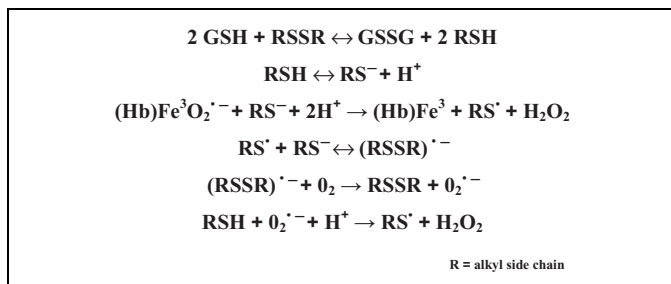 2 GSH + RSSR ↔ GSSG + 2 RSH
RSH ↔ RS⁻ + H⁺
(Hb)Fe³O₂˙⁻ + RS⁻ + 2H⁺ → (Hb)Fe³ + RS˙ + H₂O₂
RS˙ + RS⁻ ↔ (RSSR)˙⁻
(RSSR)˙⁻ + 0₂ → RSSR + 0₂˙⁻
RSH + 0₂˙⁻ + H⁺ → RS˙ + H₂O₂
R = alkyl side chain